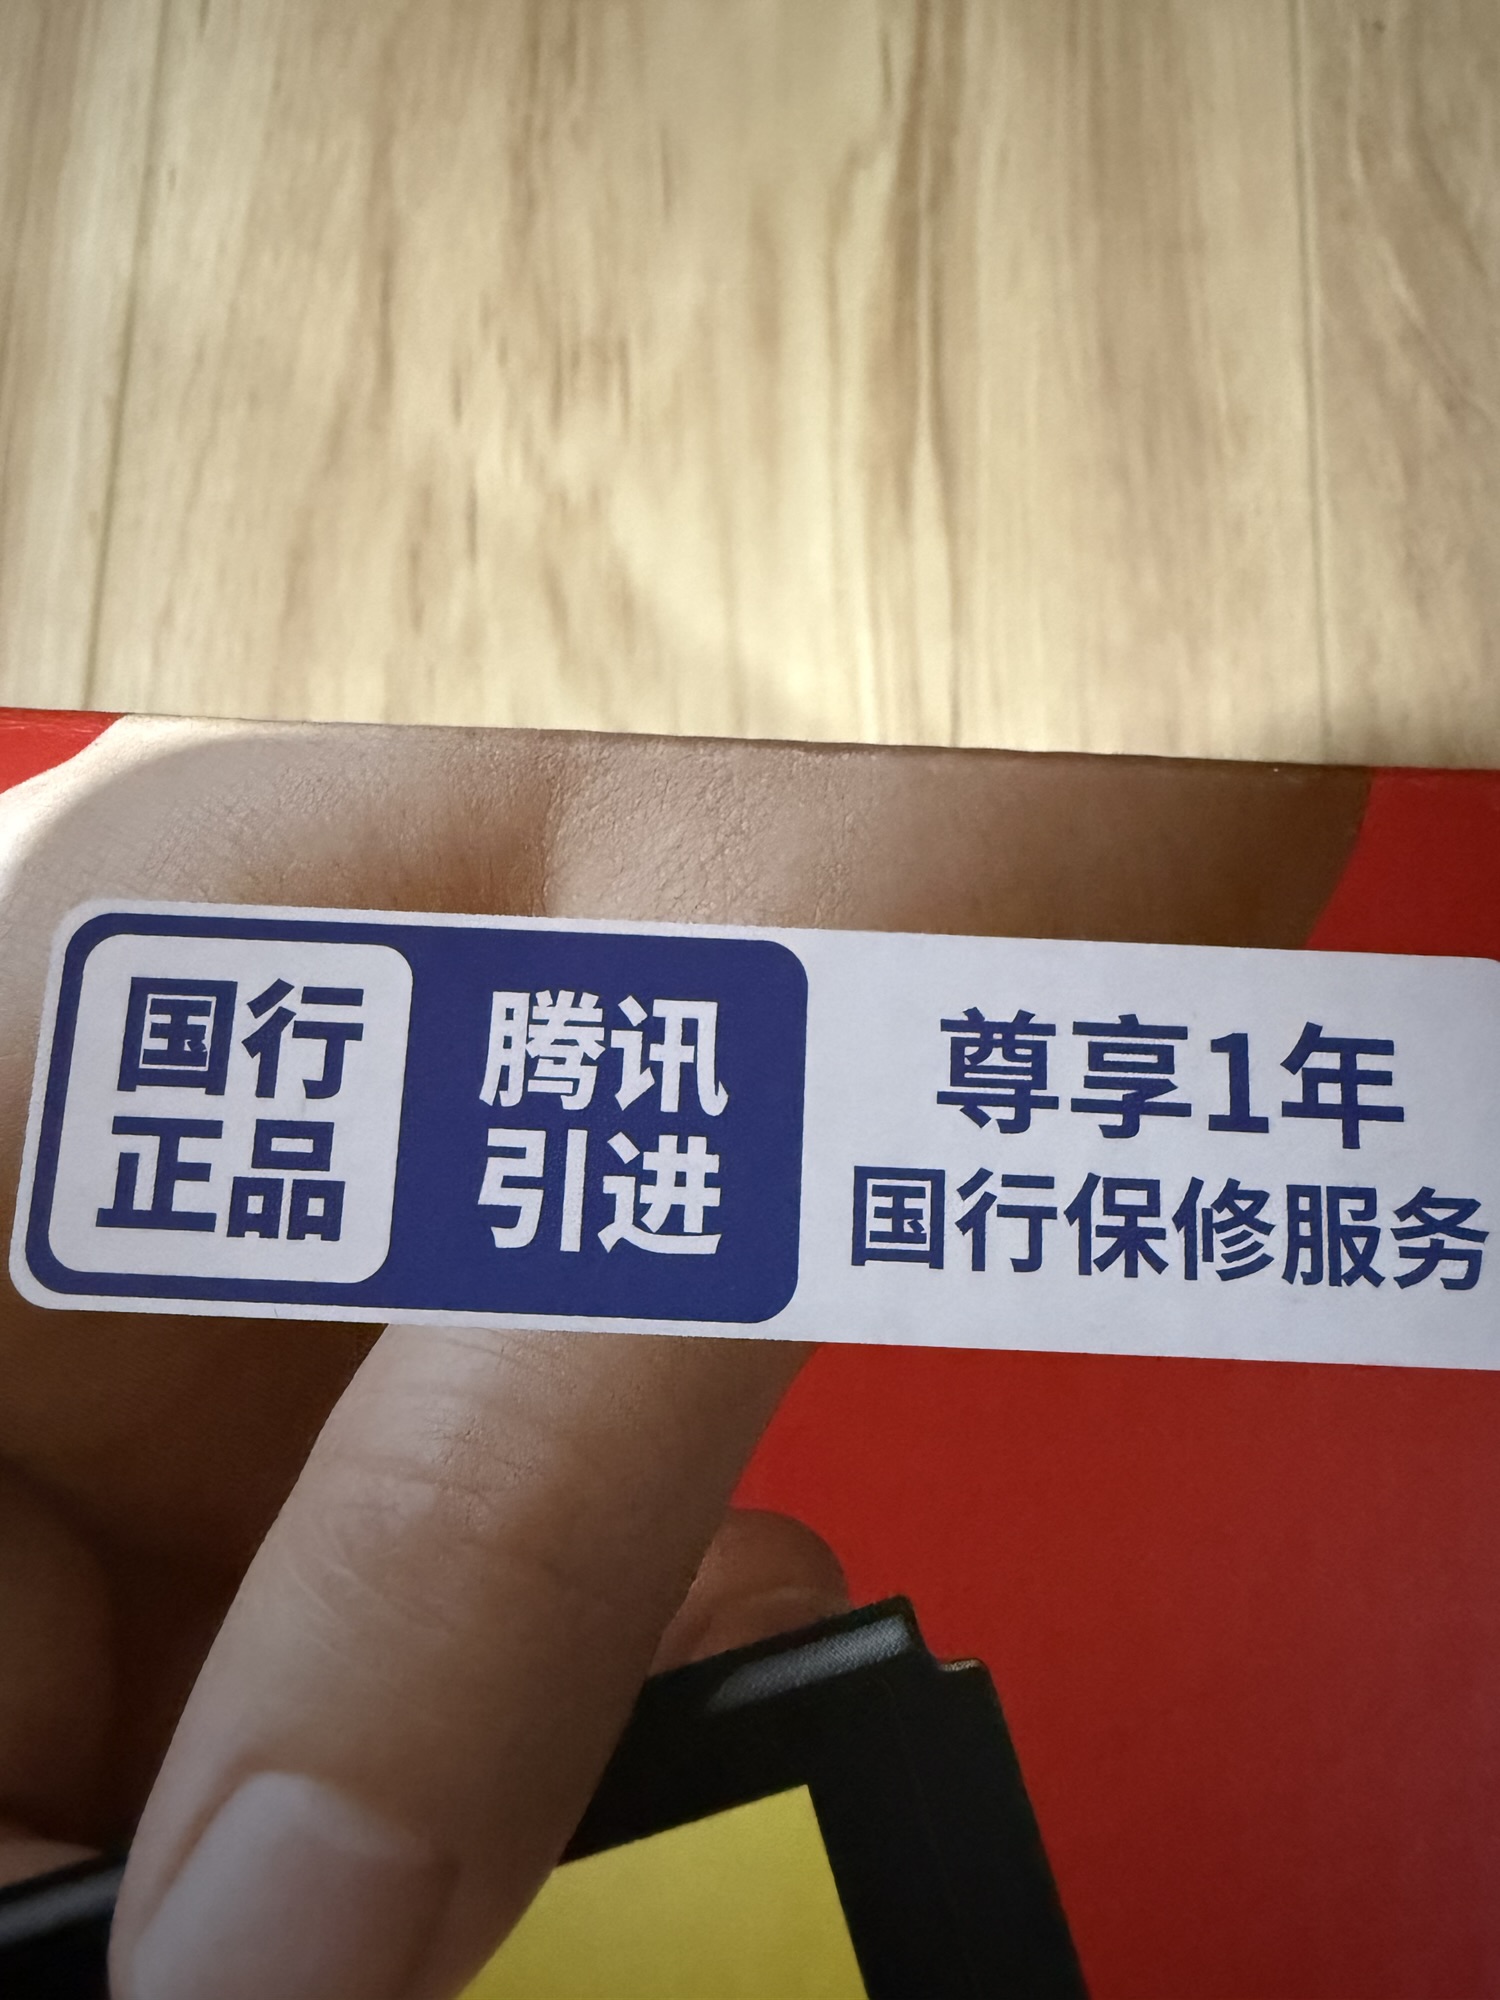 国行
正品
腾讯
引进
尊享1年
国行保修服务